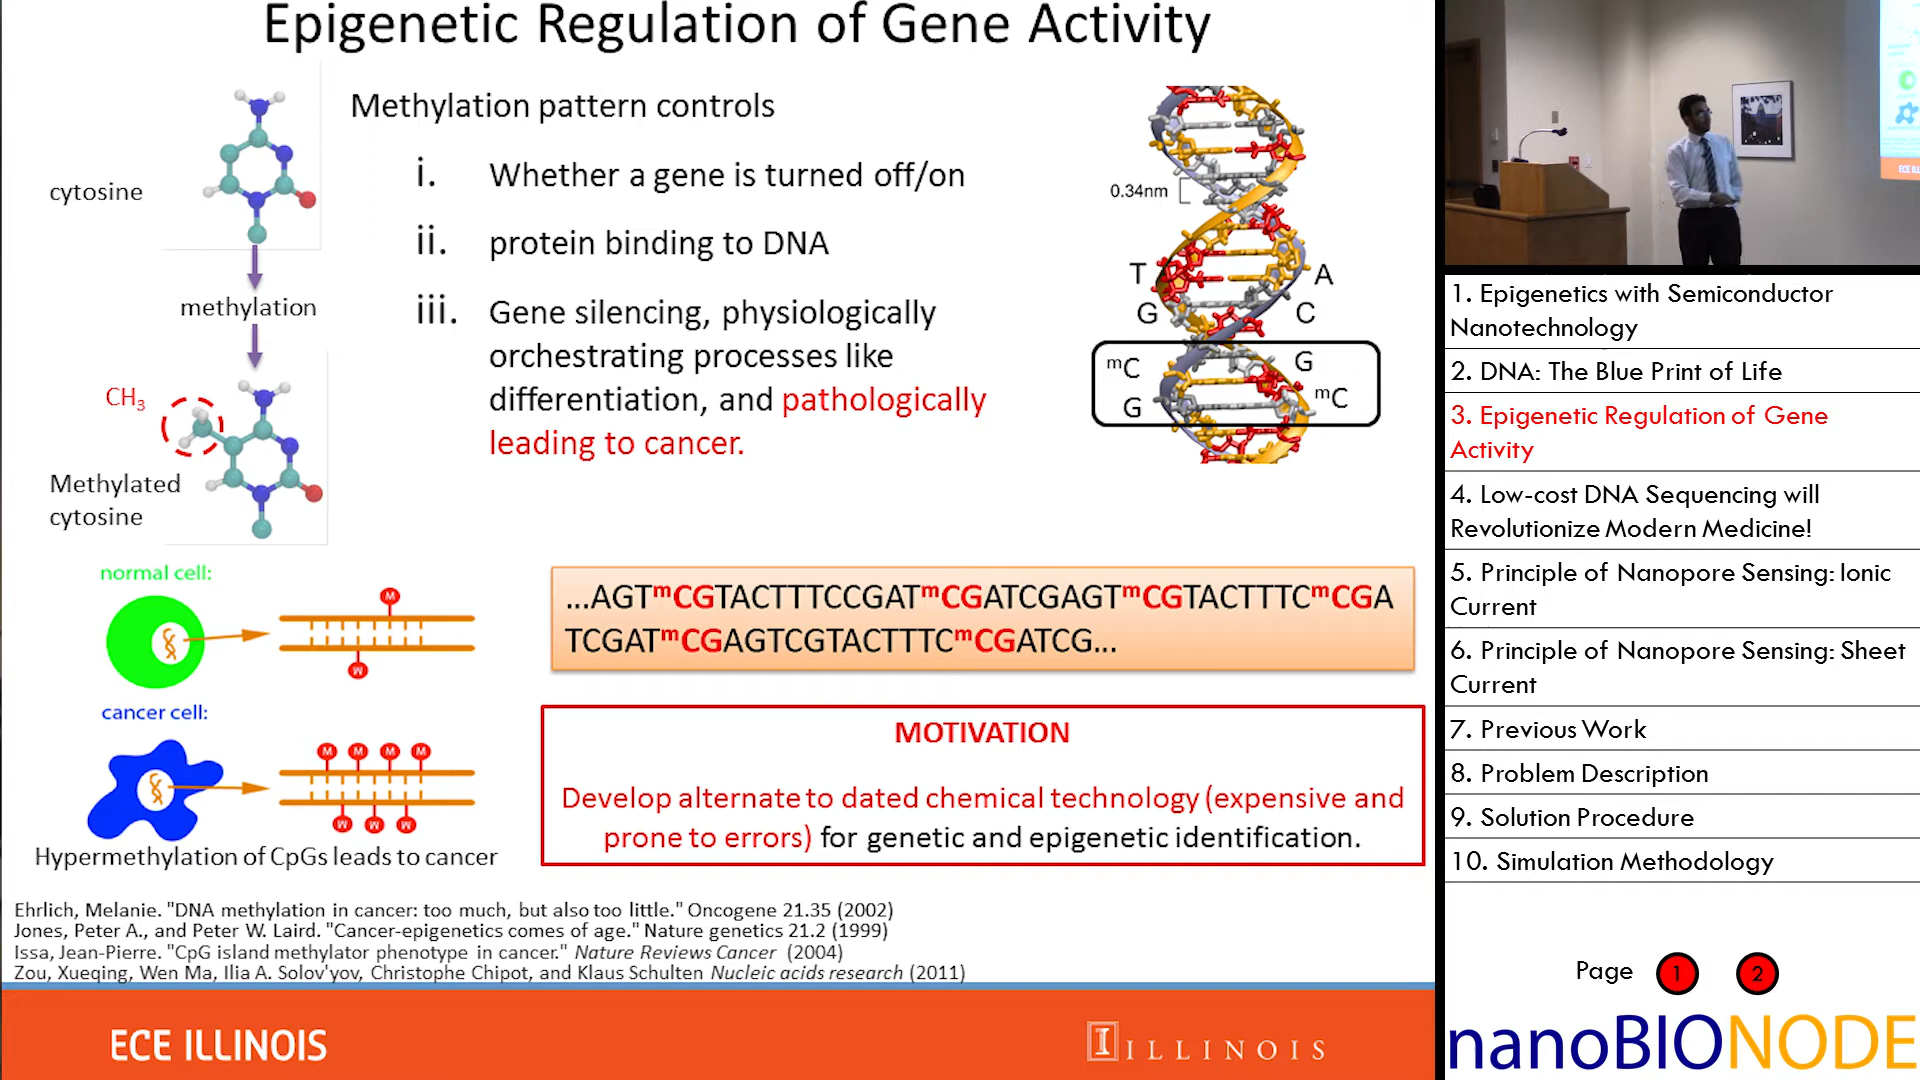 Epigenetic Regulation of Gene Activity
cytosine
methylation
CH3
Methylated
cytosine
Methylation pattern controls
i. Whether a gene is turned off/on
ii. protein binding to DNA
iii. Gene silencing, physiologically
orchestrating processes like
differentiation, and pathologically
leading to cancer.
0.34nm
T A
G C
mC G
G mC
normal cell:
M
M
cancer cell:
M M M M
M M M
Hypermethylation of CpGs leads to cancer
...AGTmCGTACTTTCCGATmCGATCGAGTmCGTACTTTCmCGA
TCGATmCGAGTCGTACTTTCmCGATCG...
MOTIVATION
Develop alternate to dated chemical technology (expensive and
prone to errors) for genetic and epigenetic identification.
Ehrlich, Melanie. "DNA methylation in cancer: too much, but also too little." Oncogene 21.35 (2002)
Jones, Peter A., and Peter W. Laird. "Cancer-epigenetics comes of age." Nature genetics 21.2 (1999)
Issa, Jean-Pierre. "CpG island methylator phenotype in cancer." Nature Reviews Cancer (2004)
Zou, Xueqing, Wen Ma, Ilia A. Solov'yov, Christophe Chipot, and Klaus Schulten Nucleic acids research (2011)
ECE ILLINOIS
I ILLINOIS
ECE ILL
1. Epigenetics with Semiconductor
Nanotechnology
2. DNA: The Blue Print of Life
3. Epigenetic Regulation of Gene
Activity
4. Low-cost DNA Sequencing will
Revolutionize Modern Medicine!
5. Principle of Nanopore Sensing: Ionic
Current
6. Principle of Nanopore Sensing: Sheet
Current
7. Previous Work
8. Problem Description
9. Solution Procedure
10. Simulation Methodology
Page 1 2
nanoBIONODE